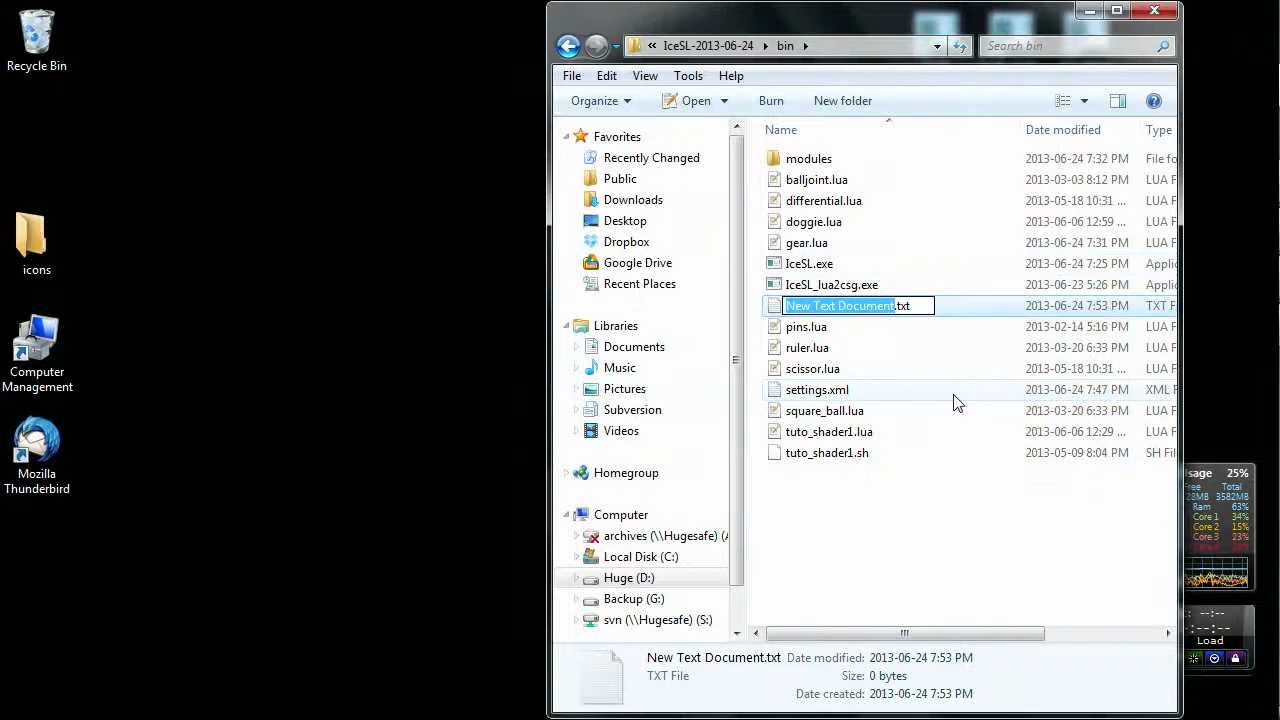 Recycle Bin
icons
Computer
Management
Mozilla
Thunderbird
« IceSL-2013-06-24 ▸ bin ▸
Search bin
File Edit View Tools Help
Organize Open Burn New folder
Favorites
Recently Changed
Public
Downloads
Desktop
Dropbox
Google Drive
Recent Places
Libraries
Documents
Music
Pictures
Subversion
Videos
Homegroup
Computer
archives (\\Hugesafe) (
Local Disk (C:)
Huge (D:)
Backup (G:)
svn (\\Hugesafe) (S:)
Name Date modified Type
modules 2013-06-24 7:32 PM File fo
balljoint.lua 2013-03-03 8:12 PM LUA F
differential.lua 2013-05-18 10:31 ... LUA F
doggie.lua 2013-06-06 12:59 ... LUA F
gear.lua 2013-06-24 7:31 PM LUA F
IceSL.exe 2013-06-24 7:25 PM Applic
IceSL_lua2csg.exe 2013-06-23 5:26 PM Applic
New Text Document.txt 2013-06-24 7:53 PM TXT F
pins.lua 2013-02-14 5:16 PM LUA F
ruler.lua 2013-03-20 6:33 PM LUA F
scissor.lua 2013-05-18 10:31 ... LUA F
settings.xml 2013-06-24 7:47 PM XML F
square_ball.lua 2013-03-20 6:33 PM LUA F
tuto_shader1.lua 2013-06-06 12:29 ... LUA F
tuto_shader1.sh 2013-05-09 8:04 PM SH Fil
New Text Document.txt Date modified: 2013-06-24 7:53 PM
TXT File Size: 0 bytes
Date created: 2013-06-24 7:53 PM
Usage 25%
Free Total
28MB 3582MB
Ram 63%
Core 1 34%
Core 2 15%
Core 3 23%
--:--
--:--
Load